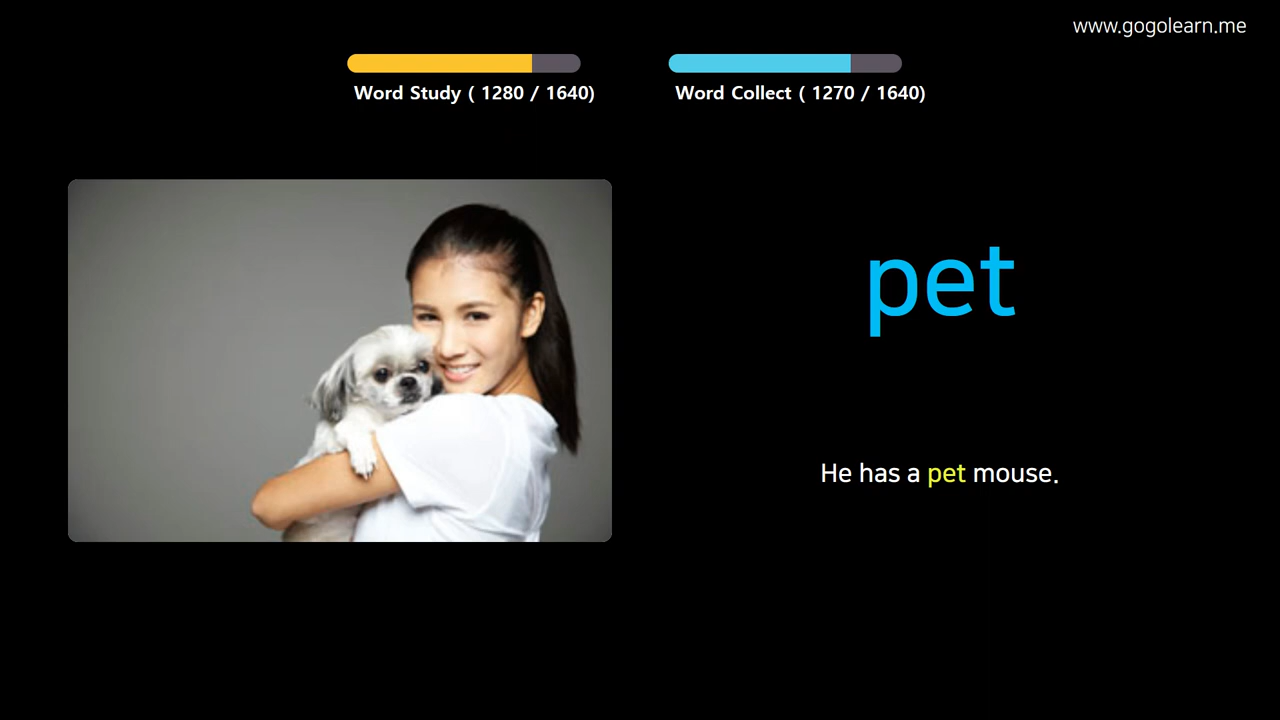 www.gogolearn.me
Word Study ( 1280 / 1640)
Word Collect ( 1270 / 1640)
pet
He has a pet mouse.